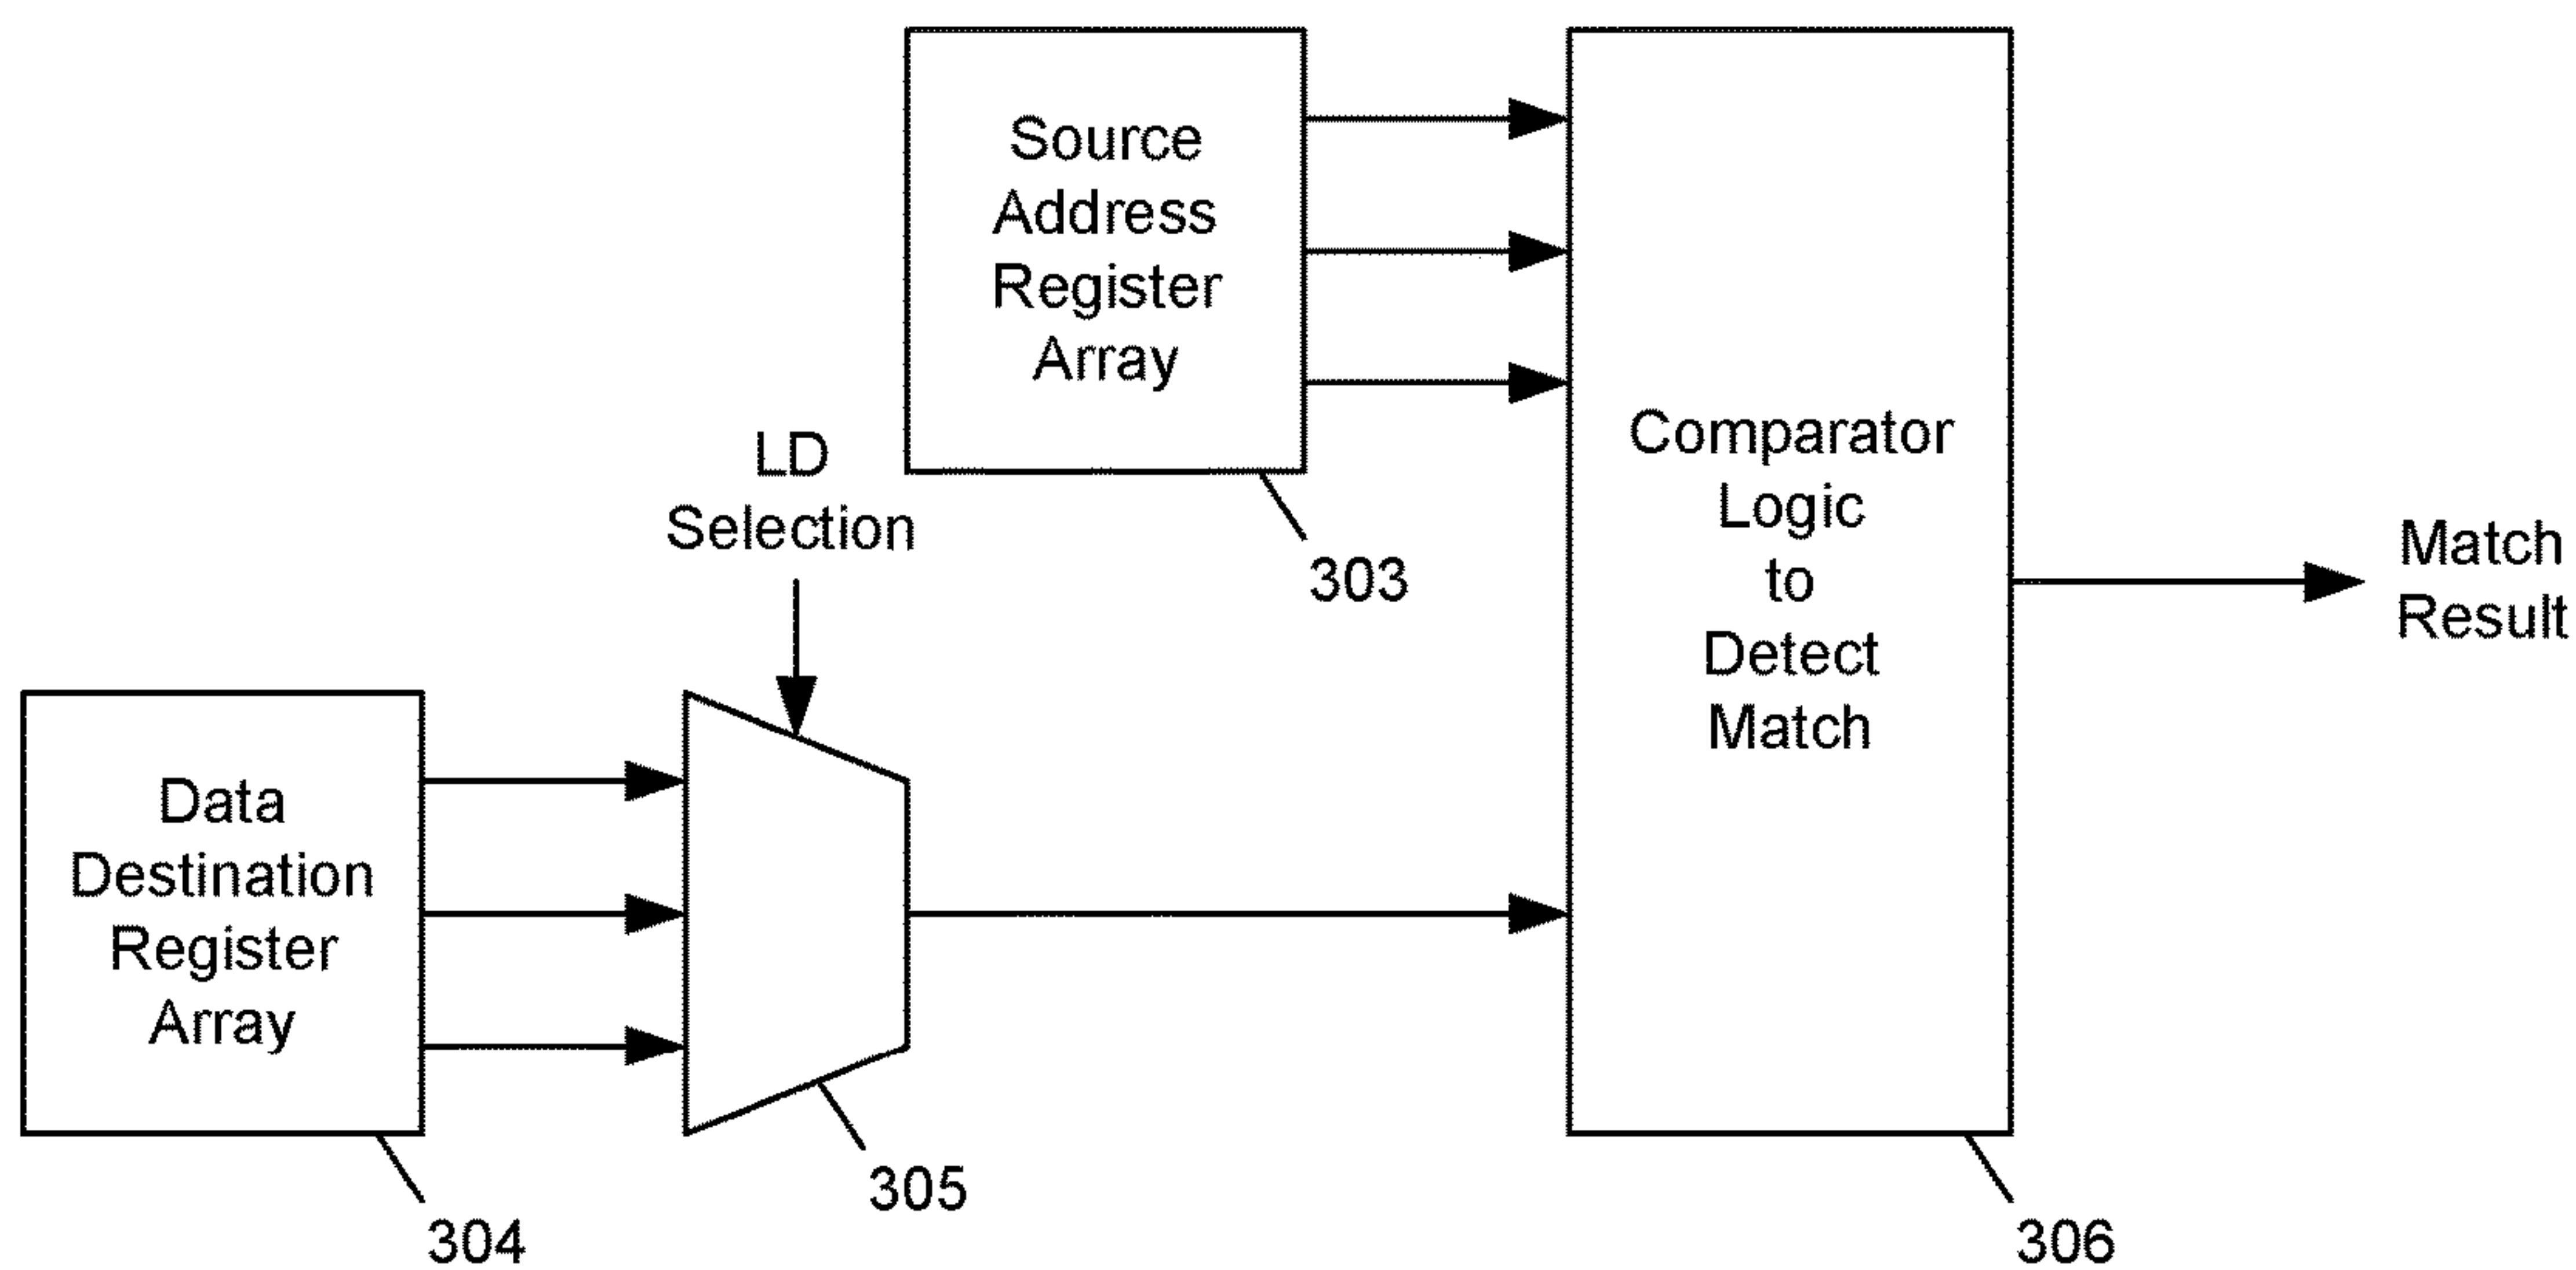 Source
Address
Register
Array
303
LD
Selection
Comparator
Logic
to
Detect
Match
Match
Result
Data
Destination
Register
Array
304
305
306